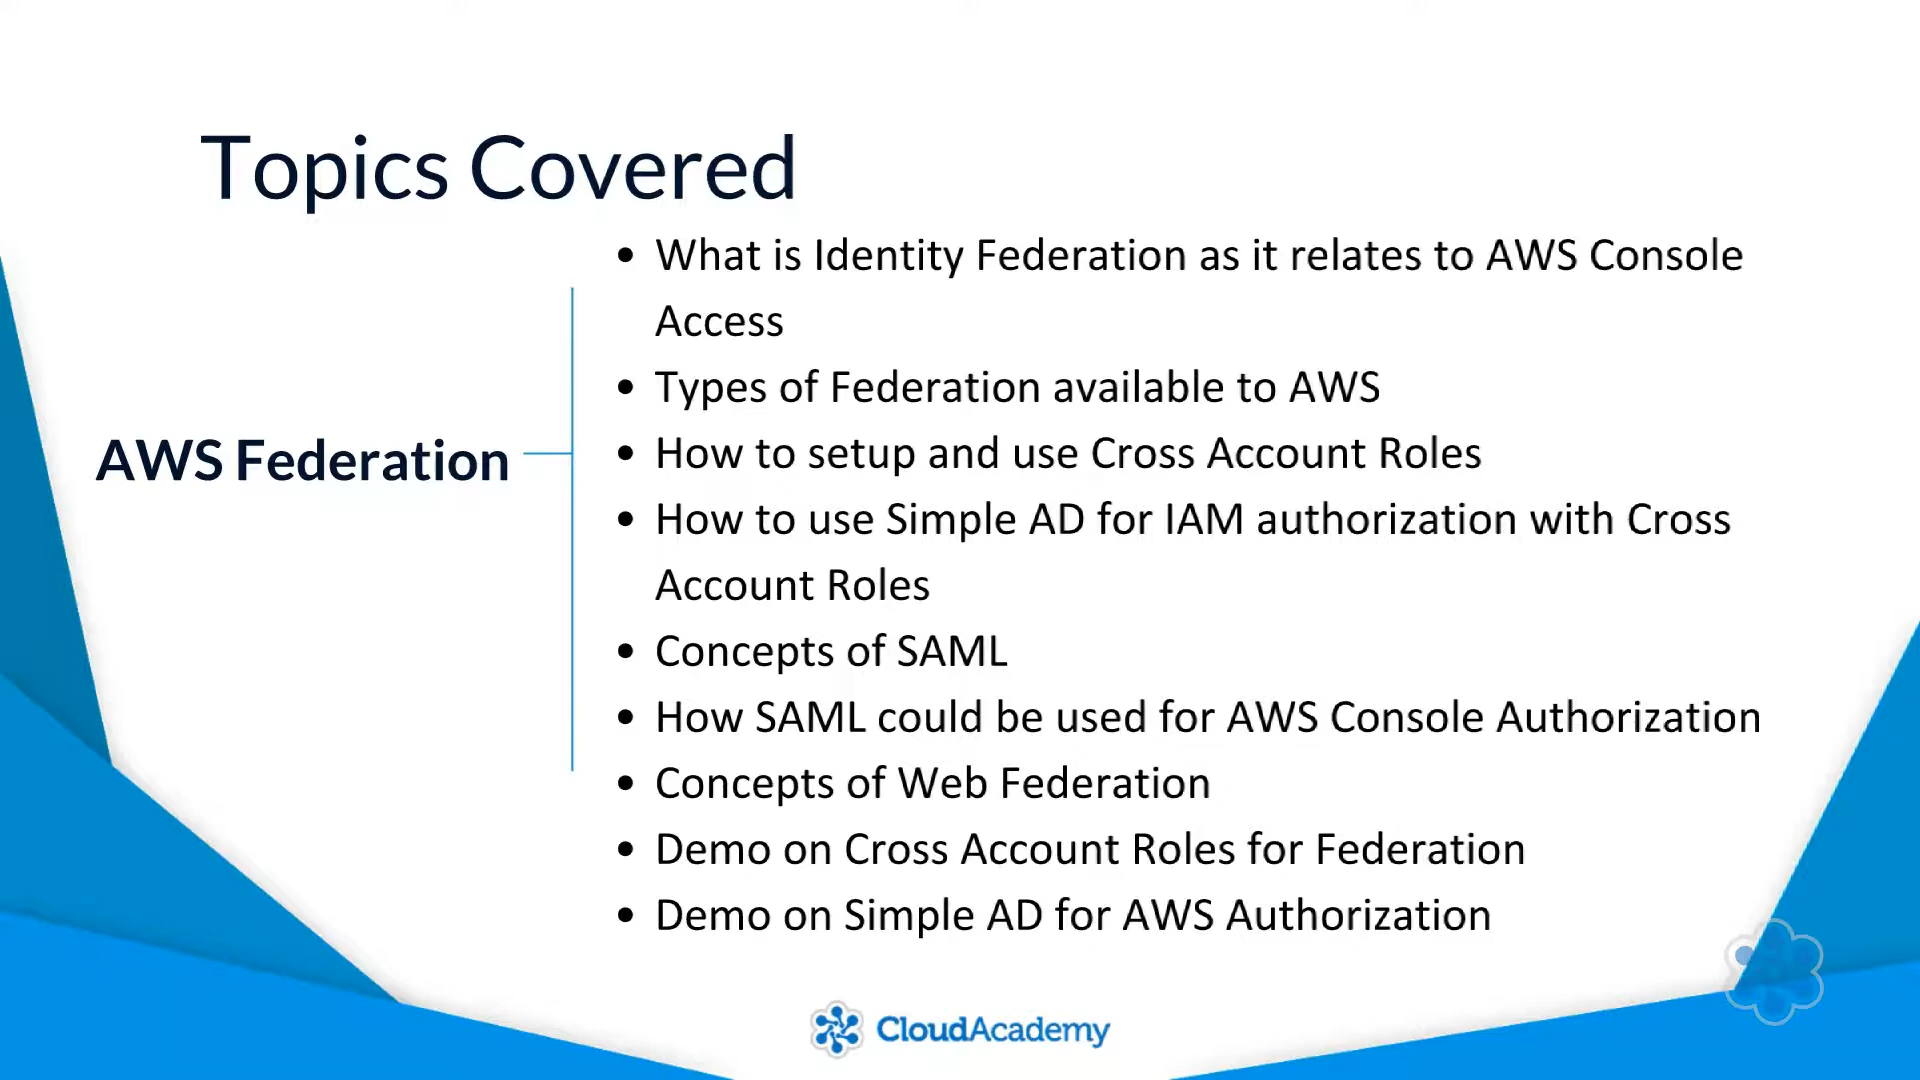 Topics Covered
AWS Federation
• What is Identity Federation as it relates to AWS Console
Access
• Types of Federation available to AWS
• How to setup and use Cross Account Roles
• How to use Simple AD for IAM authorization with Cross
Account Roles
• Concepts of SAML
• How SAML could be used for AWS Console Authorization
• Concepts of Web Federation
• Demo on Cross Account Roles for Federation
• Demo on Simple AD for AWS Authorization
CloudAcademy